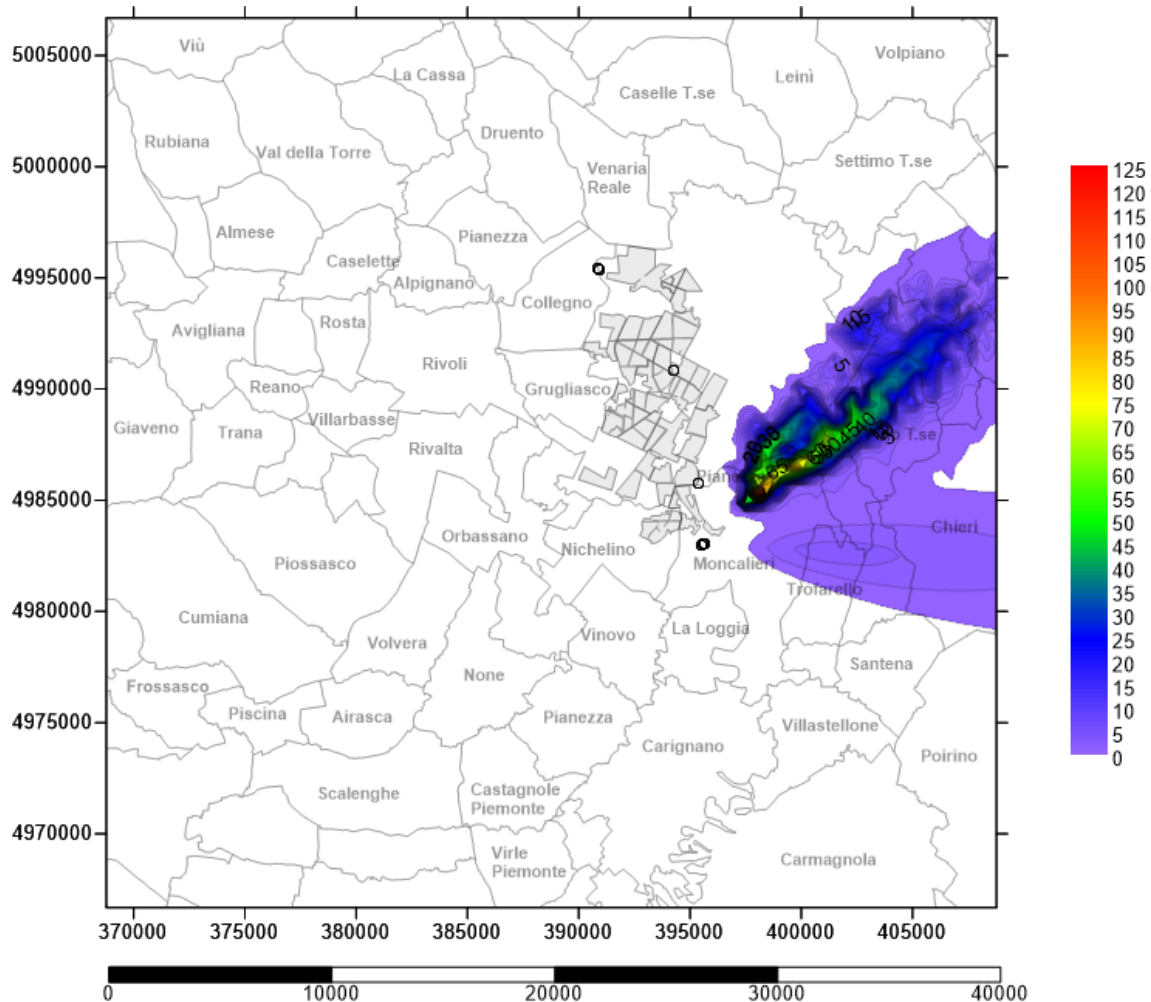 5005000
5000000
4995000
4990000
4985000
4980000
4975000
4970000
Viù
La Cassa
Caselle T.se
Leinì
Volpiano
Rubiana
Val della Torre
Druento
Venaria
Reale
Settimo T.se
Almese
Pianezza
Caselette
Alpignano
Collegno
Avigliana
Rosta
Rivoli
Grugliasco
Reano
Villarbasse
Giaveno
Trana
Rivalta
T.se
5
Orbassano
Nichelino
Moncalieri
Chieri
Piossasco
Trofarello
Cumiana
Volvera
Vinovo
La Loggia
Santena
None
Frossasco
Piscina
Airasca
Pianezza
Carignano
Villastellone
Poirino
Scalenghe
Castagnole
Piemonte
Virle
Piemonte
Carmagnola
370000 375000 380000 385000 390000 395000 400000 405000
0 10000 20000 30000 40000
125
120
115
110
105
100
95
90
85
80
75
70
65
60
55
50
45
40
35
30
25
20
15
10
5
0